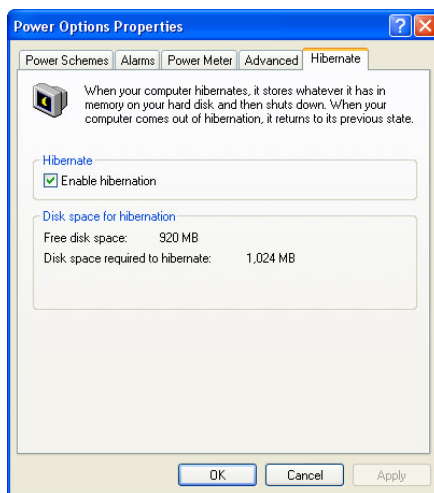 Power Options Properties
Power Schemes Alarms Power Meter Advanced Hibernate
When your computer hibernates, it stores whatever it has in
memory on your hard disk and then shuts down. When your
computer comes out of hibernation, it returns to its previous state.
Hibernate
Enable hibernation
Disk space for hibernation
Free disk space: 920 MB
Disk space required to hibernate: 1,024 MB
OK Cancel Apply